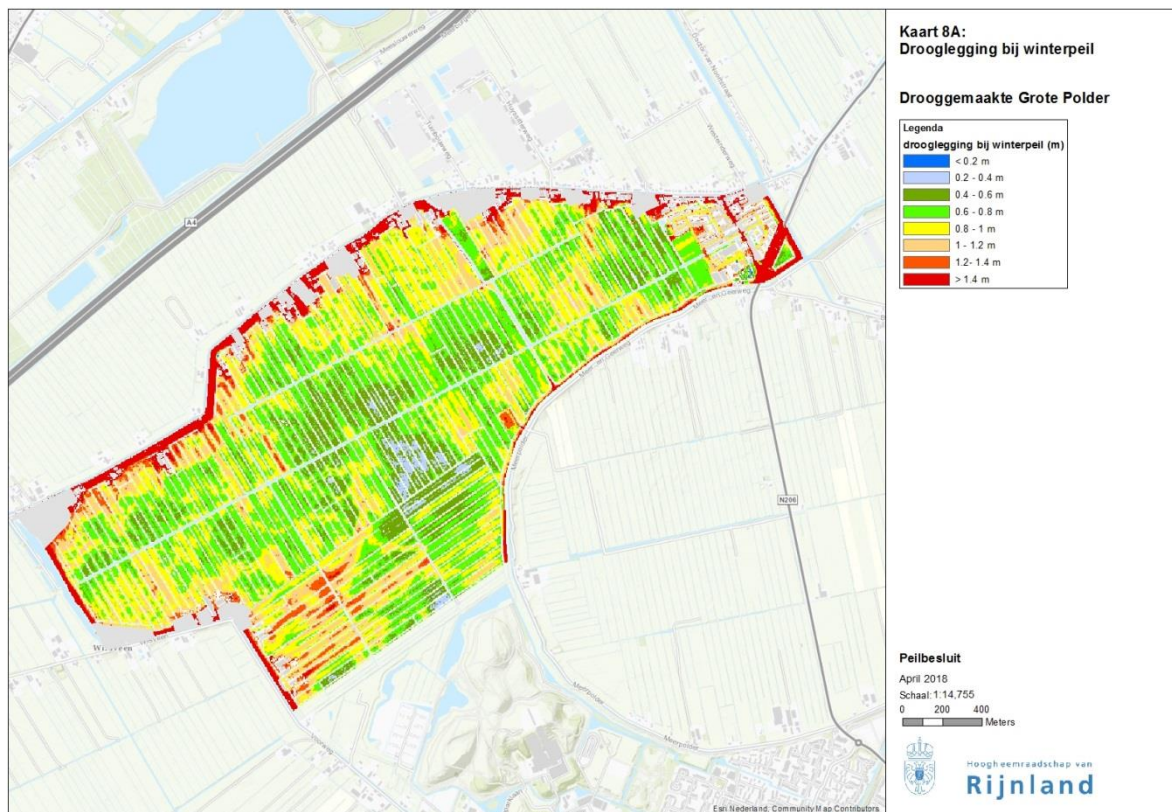 Kaart 8A:
Drooglegging bij winterpeil
Drooggemaakte Grote Polder
Legenda
drooglegging bij winterpeil (m)
< 0.2 m
0.2 - 0.4 m
0.4 - 0.6 m
0.6 - 0.8 m
0.8 - 1 m
1 - 1.2 m
1.2- 1.4 m
> 1.4 m
A4
N206
Meerpolder
Meerpolder
Meerpolder
Peilbesluit
April 2018
Schaal: 1:14,755
0 200 400
Meters
Hoogheemraadschap van
Rijnland
Esri Nederland, Community Map Contributors